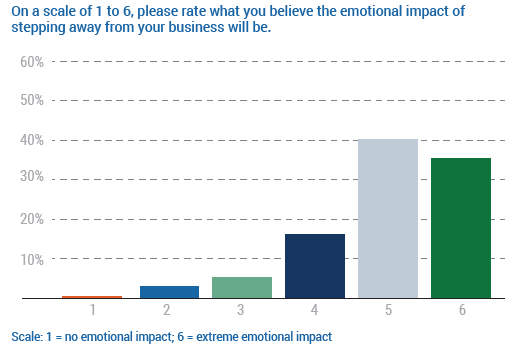 On a scale of 1 to 6, please rate what you believe the emotional impact of
stepping away from your business will be.
60%
50%
40%
30%
20%
10%
1 2 3 4 5 6
Scale: 1 = no emotional impact; 6 = extreme emotional impact